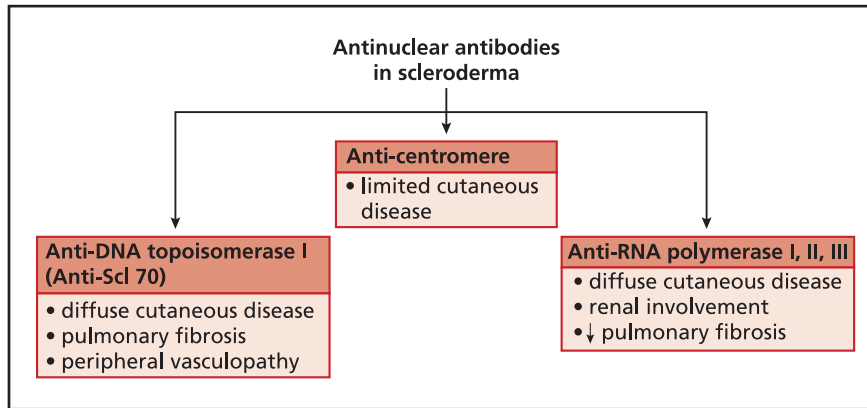 Antinuclear antibodies
in scleroderma
Anti-centromere
• limited cutaneous
disease
Anti-DNA topoisomerase I
(Anti-Scl 70)
• diffuse cutaneous disease
• pulmonary fibrosis
• peripheral vasculopathy
Anti-RNA polymerase I, II, III
• diffuse cutaneous disease
• renal involvement
• ↓ pulmonary fibrosis